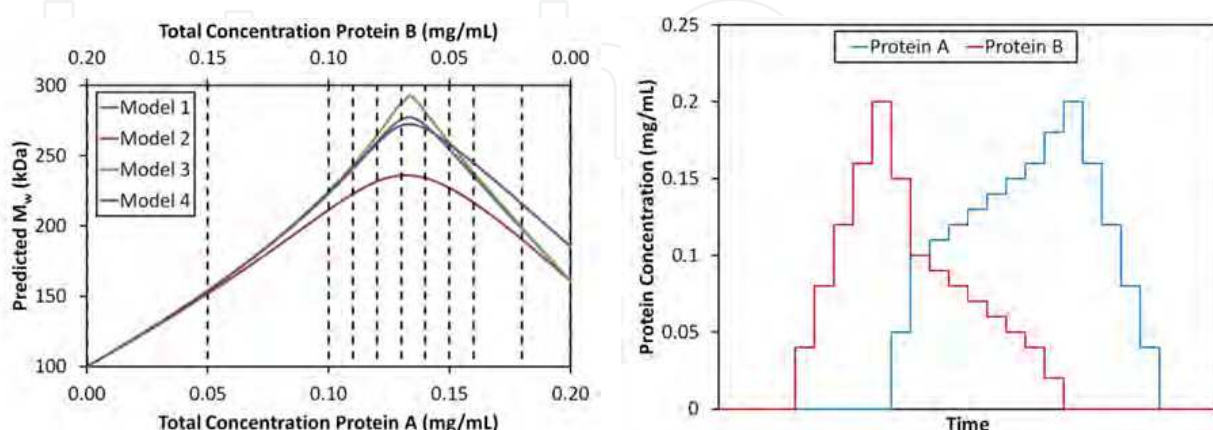 Total Concentration Protein B (mg/mL)
0.20 0.15 0.10 0.05 0.00
300
250
200
150
100
Predicted Mw (kDa)
Model 1
Model 2
Model 3
Model 4
0.00 0.05 0.10 0.15 0.20
Total Concentration Protein A (mg/mL)
0.25
0.2
0.15
0.1
0.05
0
Protein Concentration (mg/mL)
Protein A Protein B
Time